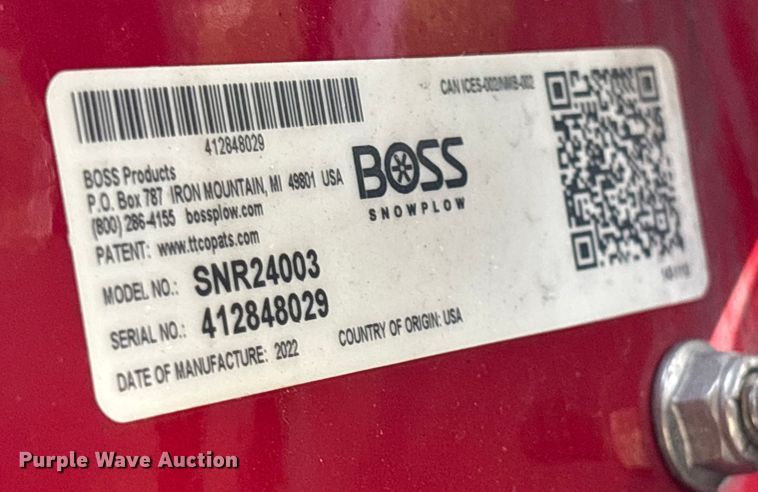 412848029
CAN ICES-002/NMB-002
BOSS Products
P.O. Box 787 IRON MOUNTAIN, MI 49801 USA
(800) 286-4155 bossplow.com
PATENT: www.ttcopats.com
BOSS
SNOWPLOW
MODEL NO.: SNR24003
SERIAL NO.: 412848029
DATE OF MANUFACTURE: 2022
COUNTRY OF ORIGIN: USA
Purple Wave Auction